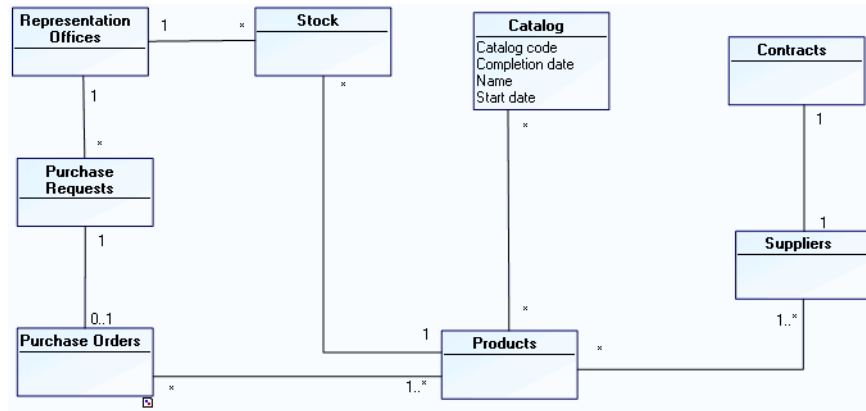 Representation
Offices
1
*
Stock
Catalog
Catalog code
Completion date
Name
Start date
Contracts
1
*
*
1
*
Purchase
Requests
1
1
Suppliers
0..1
Purchase Orders
*
1
Products
*
1..*
*
1..*